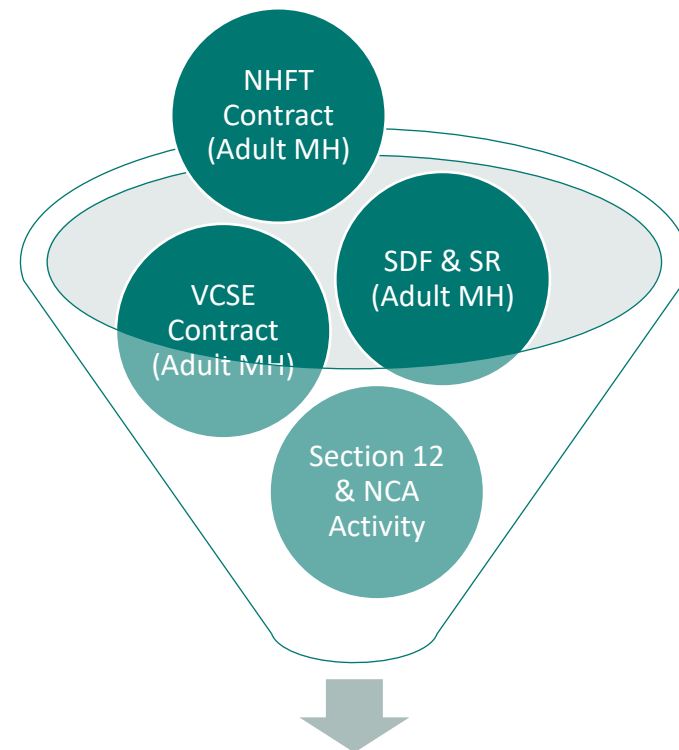 NHFT
Contract
(Adult MH)
SDF & SR
(Adult MH)
VCSE
Contract
(Adult MH)
Section 12
& NCA
Activity